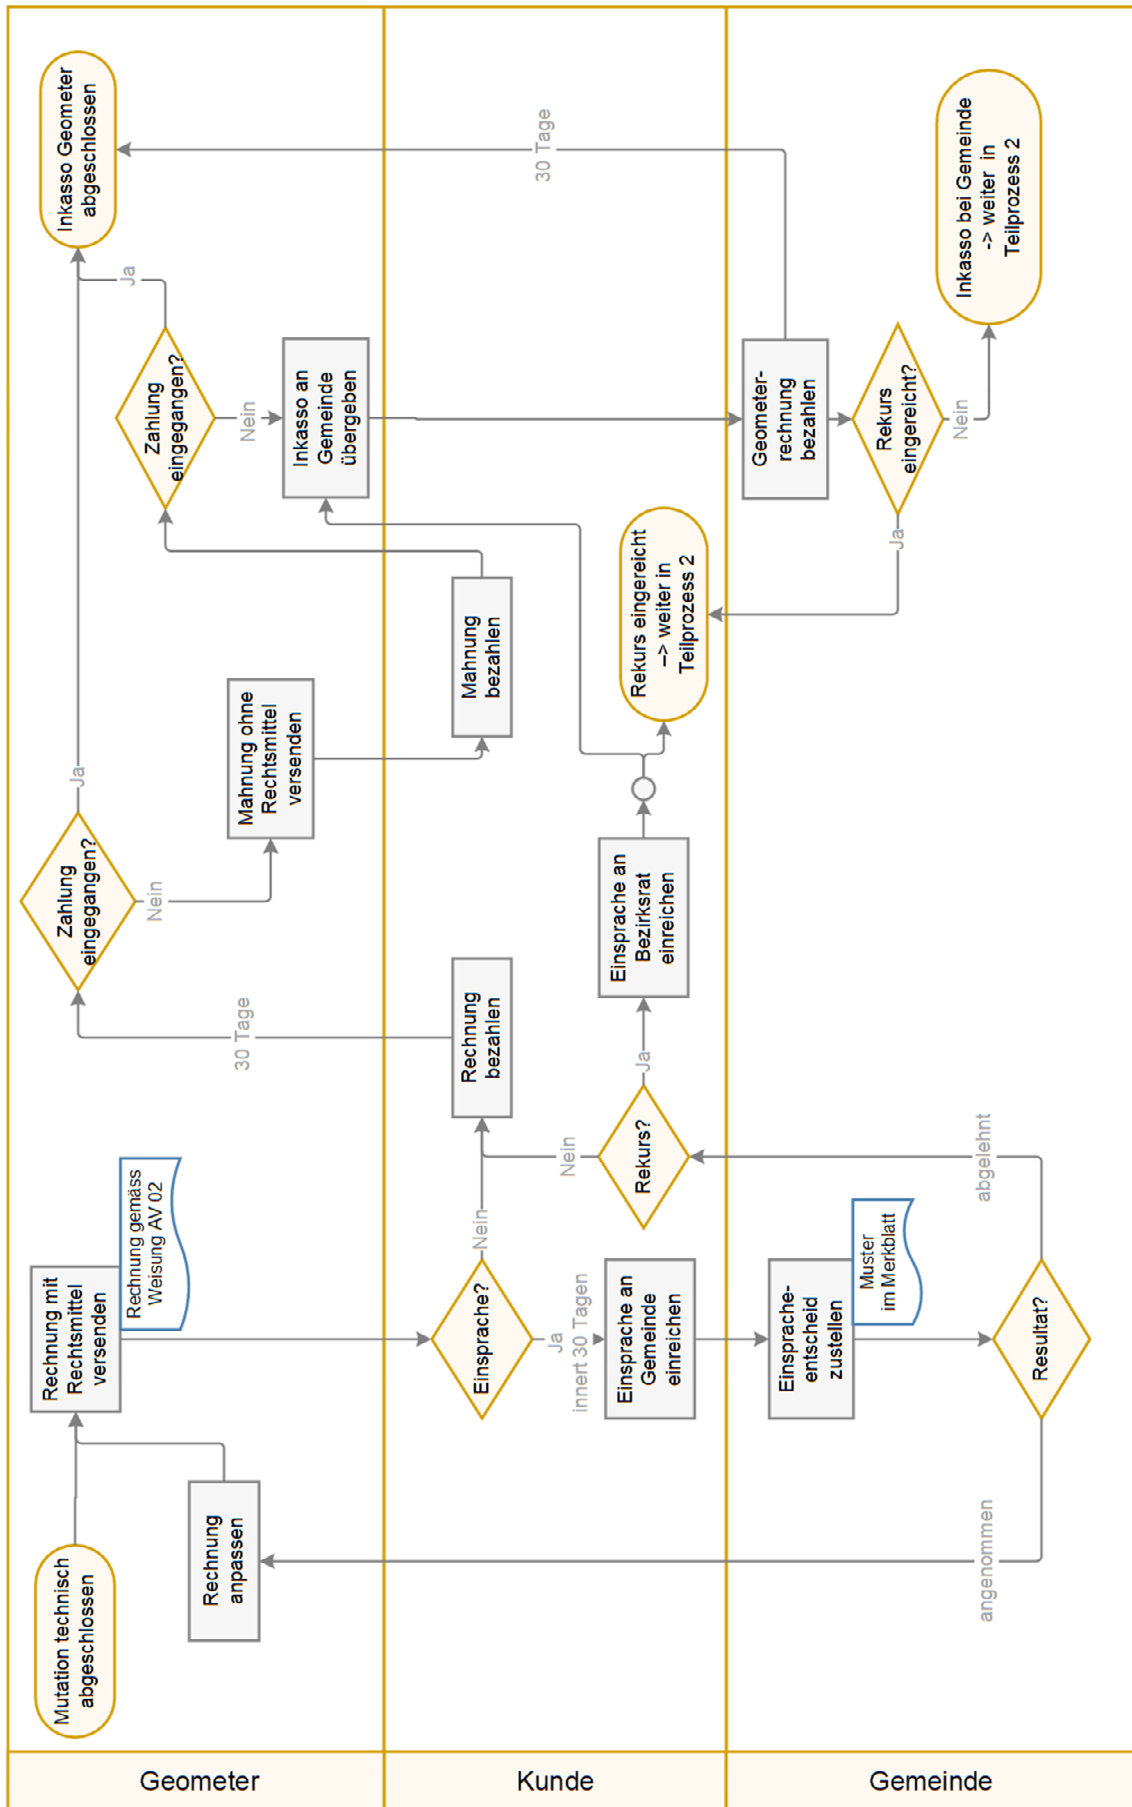 Geometer
Mutation technisch
abgeschlossen
Rechnung
anpassen
Rechnung mit
Rechtsmittel
versenden
Rechnung gemäss
Weisung AV 02
30 Tage
Zahlung
eingegangen?
Ja
Nein
Mahnung ohne
Rechtsmittel
versenden
Zahlung
eingegangen?
Ja
Nein
Inkasso an
Gemeinde
übergeben
Inkasso Geometer
abgeschlossen
Kunde
Einsprache?
Nein
Ja
innert 30 Tagen
Einsprache an
Gemeinde
einreichen
Rechnung
bezahlen
Rekurs?
Nein
Ja
Einsprache an
Bezirksrat
einreichen
Mahnung
bezahlen
Rekurs eingereicht
–> weiter in
Teilprozess 2
30 Tage
Gemeinde
Einsprache-
entscheid
zustellen
Muster
im Merkblatt
Resultat?
angenommen
abgelehnt
Geometer-
rechnung
bezahlen
Rekurs
eingereicht?
Ja
Nein
Inkasso bei Gemeinde
-> weiter in
Teilprozess 2